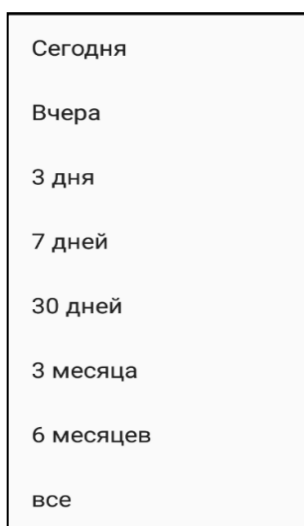 Сегодня
Вчера
3 дня
7 дней
30 дней
3 месяца
6 месяцев
все